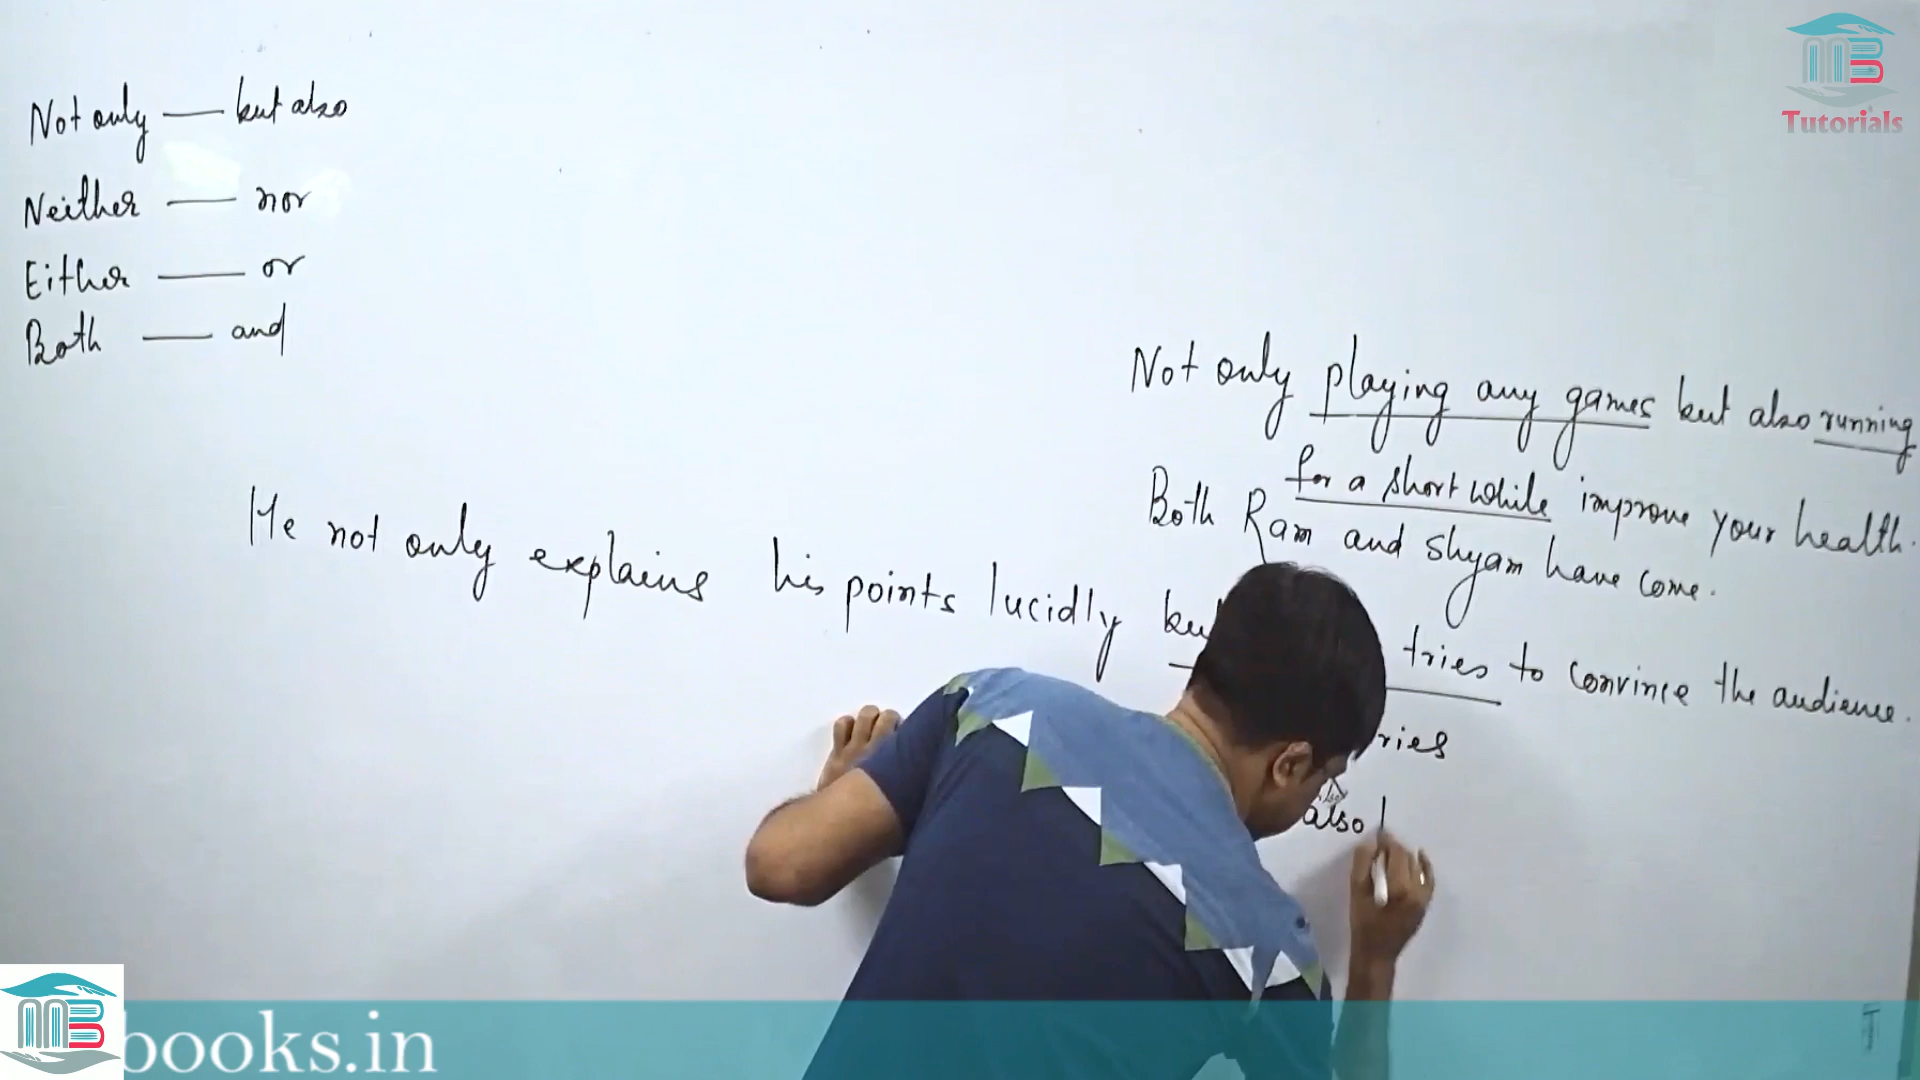 Not only — but also
Neither — nor
Either — or
Both — and
Not only playing any games but also running
for a short while improve your health.
Both Ram and Shyam have come.
He not only explains his points lucidly tries to convince the audience.
also
MB
Tutorials
MB
books.in